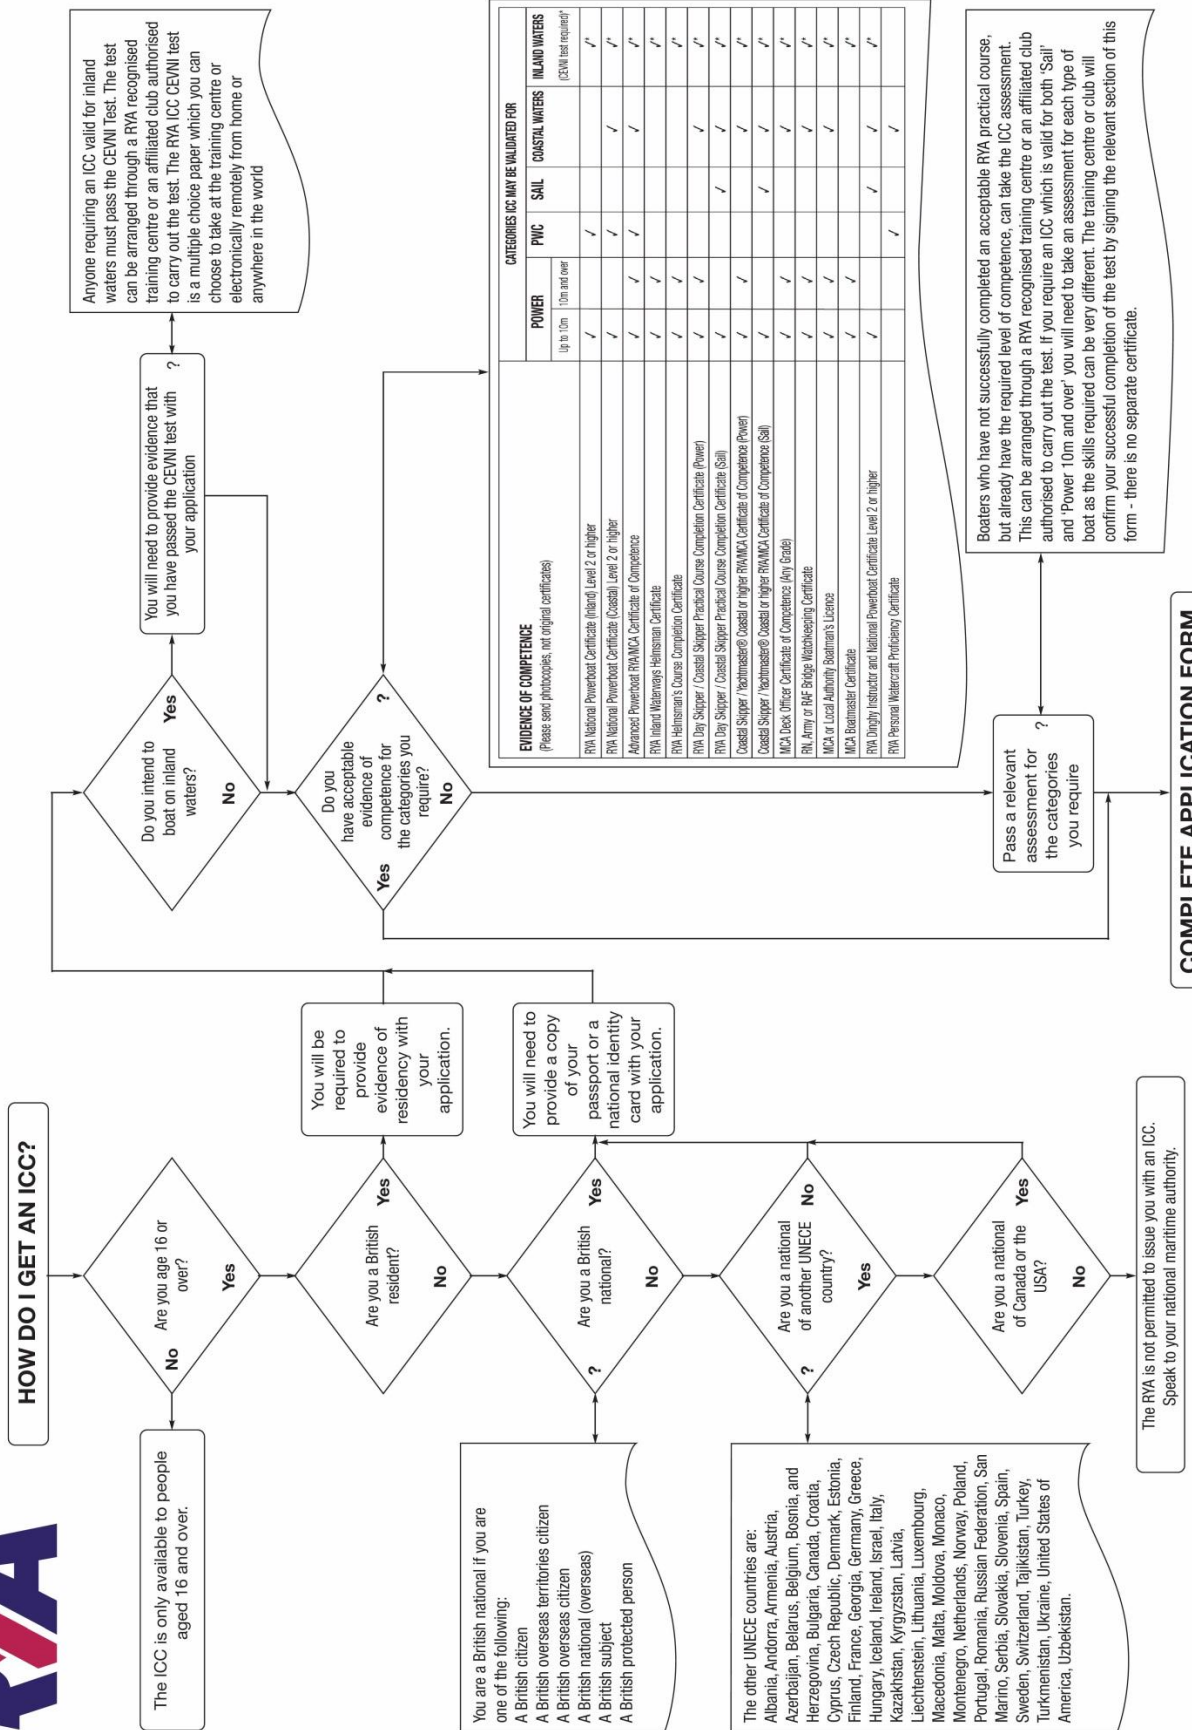 RYA
HOW DO I GET AN ICC?
Are you age 16 or
over?
No
Yes
The ICC is only available to people
aged 16 and over.
Are you a British
resident?
Yes
No
You will be
required to
provide
evidence of
residency with
your
application.
Are you a British
national?
?
Yes
No
You are a British national if you are
one of the following:
A British citizen
A British overseas territories citizen
A British overseas citizen
A British national (overseas)
A British subject
A British protected person
You will need to
provide a copy
of your
passport or a
national identity
card with your
application.
Are you a national
of another UNECE
country?
?
No
Yes
The other UNECE countries are:
Albania, Andorra, Armenia, Austria,
Azerbaijan, Belarus, Belgium, Bosnia, and
Herzegovina, Bulgaria, Canada, Croatia,
Cyprus, Czech Republic, Denmark, Estonia,
Finland, France, Georgia, Germany, Greece,
Hungary, Iceland, Ireland, Israel, Italy,
Kazakhstan, Kyrgyzstan, Latvia,
Liechtenstein, Lithuania, Luxembourg,
Macedonia, Malta, Moldova, Monaco,
Montenegro, Netherlands, Norway, Poland,
Portugal, Romania, Russian Federation, San
Marino, Serbia, Slovakia, Slovenia, Spain,
Sweden, Switzerland, Tajikistan, Turkey,
Turkmenistan, Ukraine, United States of
America, Uzbekistan.
Are you a national
of Canada or the
USA?
Yes
No
The RYA is not permitted to issue you with an ICC.
Speak to your national maritime authority.
Do you intend to
boat on inland
waters?
Yes
No
You will need to provide evidence that
you have passed the CEVNI test with
your application ?
Anyone requiring an ICC valid for inland
waters must pass the CEVNI Test. The test
can be arranged through a RYA recognised
training centre or an affiliated club authorised
to carry out the test. The RYA ICC CEVNI test
is a multiple choice paper which you can
choose to take at the training centre or
electronically remotely from home or
anywhere in the world
Do you
have acceptable
evidence of
competence for
the categories you
require?
Yes
?
No
EVIDENCE OF COMPETENCE
(Please send photocopies, not original certificates)
CATEGORIES ICC MAY BE VALIDATED FOR
POWER PWC SAIL COASTAL WATERS INLAND WATERS
Up to 10m 10m and over (CEVNI test required)*
RYA National Powerboat Certificate (Inland) Level 2 or higher ✓ ✓ ✓*
RYA National Powerboat Certificate (Coastal) Level 2 or higher ✓ ✓ ✓ ✓*
Advanced Powerboat RYA/MCA Certificate of Competence ✓ ✓ ✓ ✓ ✓*
RYA Inland Waterways Helmsman Certificate ✓ ✓ ✓*
RYA Helmsman's Course Completion Certificate ✓ ✓ ✓*
RYA Day Skipper / Coastal Skipper Practical Course Completion Certificate (Power) ✓ ✓ ✓ ✓*
RYA Day Skipper / Coastal Skipper Practical Course Completion Certificate (Sail) ✓ ✓ ✓ ✓*
Coastal Skipper / Yachtmaster® Coastal or higher RYA/MCA Certificate of Competence (Power) ✓ ✓ ✓ ✓*
Coastal Skipper / Yachtmaster® Coastal or higher RYA/MCA Certificate of Competence (Sail) ✓ ✓ ✓ ✓*
MCA Deck Officer Certificate of Competence (Any Grade) ✓ ✓ ✓ ✓*
RN, Army or RAF Bridge Watchkeeping Certificate ✓ ✓ ✓ ✓*
MCA or Local Authority Boatman's Licence ✓ ✓ ✓ ✓*
MCA Boatmaster Certificate ✓ ✓ ✓*
RYA Dinghy Instructor and National Powerboat Certificate Level 2 or higher ✓ ✓ ✓ ✓*
RYA Personal Watercraft Proficiency Certificate ✓ ✓
Pass a relevant
assessment for ?
the categories
you require
Boaters who have not successfully completed an acceptable RYA practical course,
but already have the required level of competence, can take the ICC assessment.
This can be arranged through a RYA recognised training centre or an affiliated club
authorised to carry out the test. If you require an ICC which is valid for both 'Sail'
and 'Power 10m and over' you will need to take an assessment for each type of
boat as the skills required can be very different. The training centre or club will
confirm your successful completion of the test by signing the relevant section of this
form - there is no separate certificate.
COMPLETE APPLICATION FORM